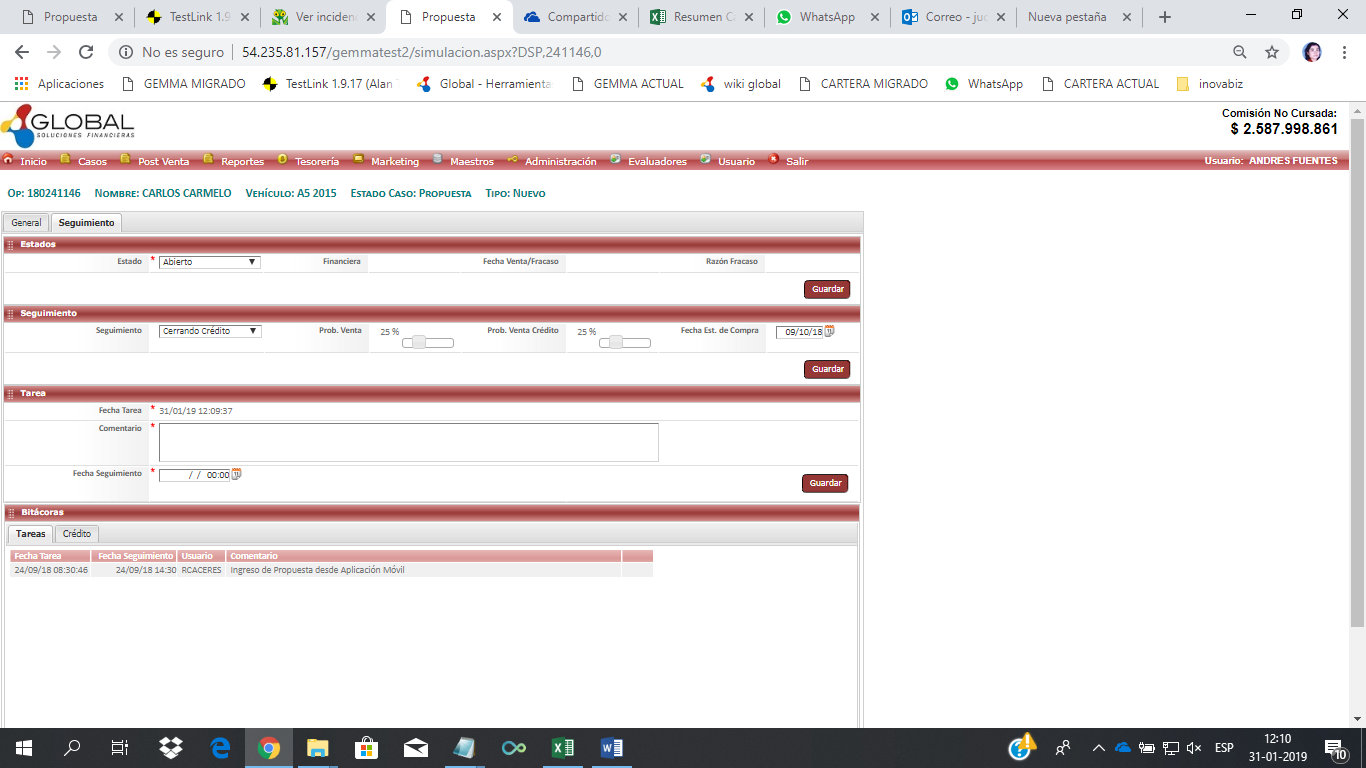 Propuesta
TestLink 1.9
Ver inciden
Propuesta
Compartido
Resumen C
WhatsApp
Correo - juc
Nueva pestaña
No es seguro
54.235.81.157/gemmatest2/simulacion.aspx?DSP,241146,0
Aplicaciones
GEMMA MIGRADO
TestLink 1.9.17 (Alan
Global - Herramienta
GEMMA ACTUAL
wiki global
CARTERA MIGRADO
WhatsApp
CARTERA ACTUAL
inovabiz
GLOBAL
SOLUCIONES FINANCIERAS
Comisión No Cursada:
$ 2.587.998.861
Inicio Casos Post Venta Reportes Tesorería Marketing Maestros Administración Evaluadores Usuario Salir
Usuario: ANDRES FUENTES
OP: 180241146 NOMBRE: CARLOS CARMELO VEHÍCULO: A5 2015 ESTADO CASO: PROPUESTA TIPO: NUEVO
General Seguimiento
Estados
Estado * Abierto Financiera Fecha Venta/Fracaso Razón Fracaso
Guardar
Seguimiento
Seguimiento Cerrando Crédito Prob. Venta 25 % Prob. Venta Crédito 25 % Fecha Est. de Compra 09/10/18
Guardar
Tarea
Fecha Tarea * 31/01/19 12:09:37
Comentario *
Fecha Seguimiento * / / 00:00
Guardar
Bitácoras
Tareas Crédito
Fecha Tarea Fecha Seguimiento Usuario Comentario
24/09/18 08:30:46 24/09/18 14:30 RCACERES Ingreso de Propuesta desde Aplicación Móvil
ESP
12:10
31-01-2019
10